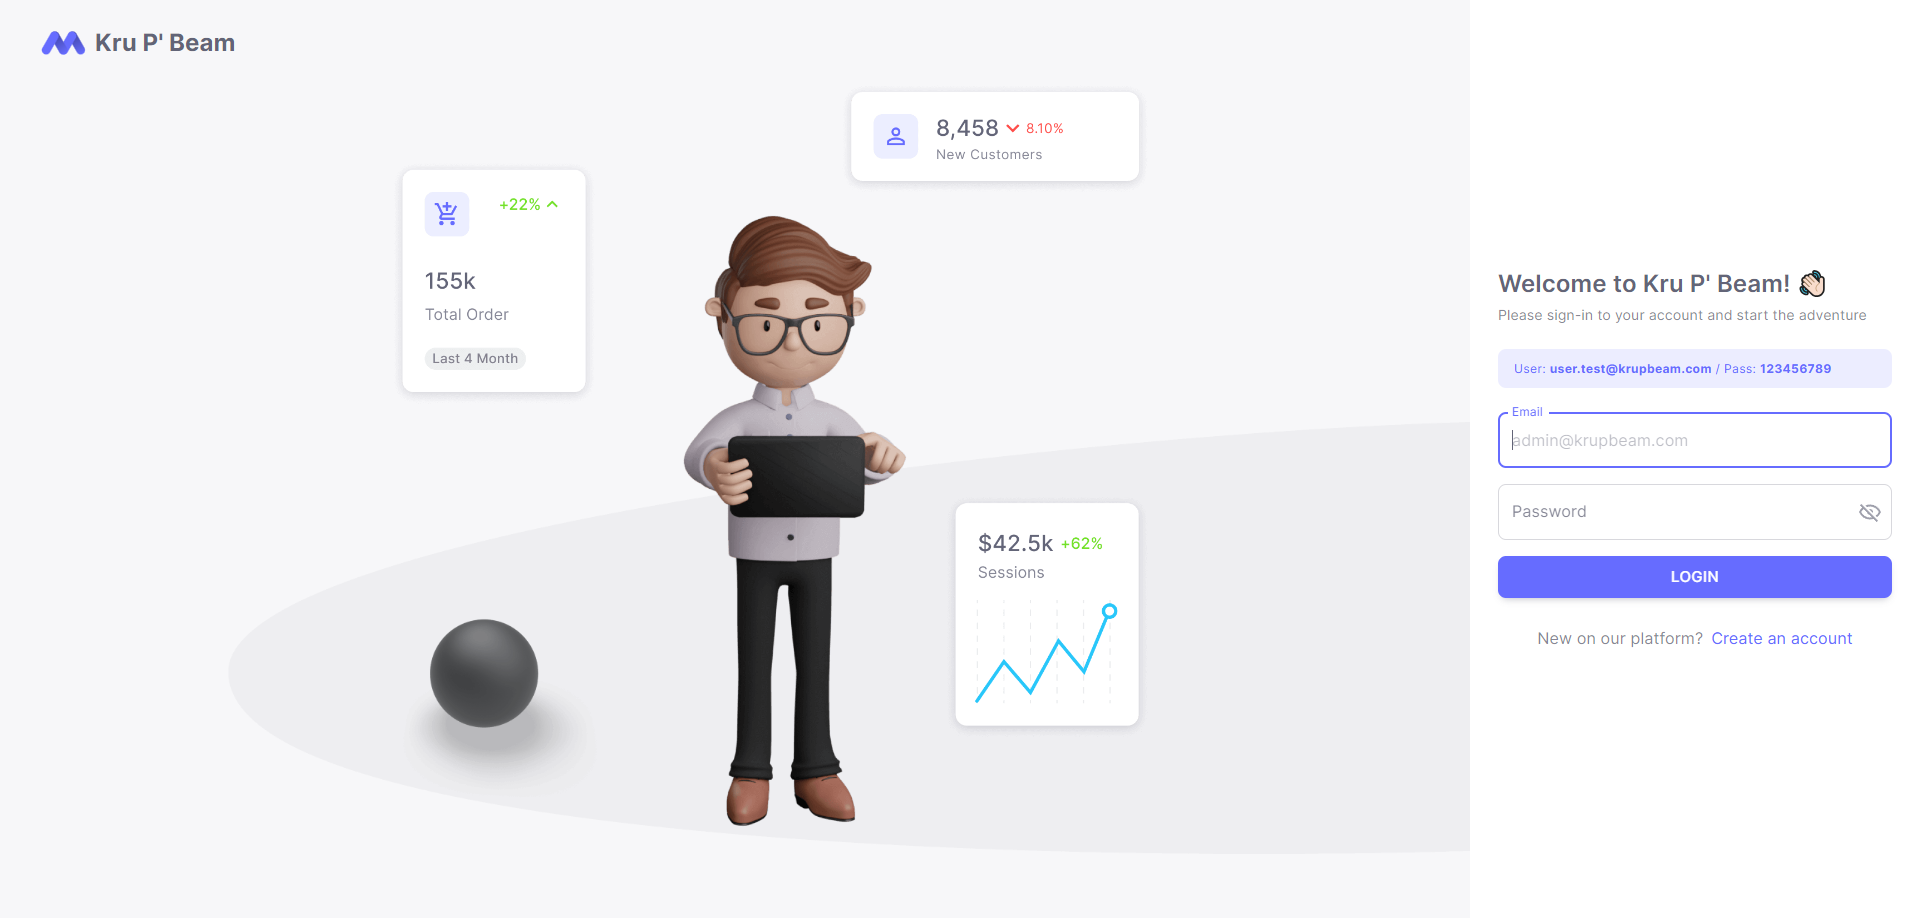 Kru P' Beam
8,458 8.10%
New Customers
+22%
155k
Total Order
Last 4 Month
$42.5k +62%
Sessions
Welcome to Kru P' Beam! 👋🏻
Please sign-in to your account and start the adventure
User: user.test@krupbeam.com / Pass: 123456789
Email
admin@krupbeam.com
Password
LOGIN
New on our platform? Create an account